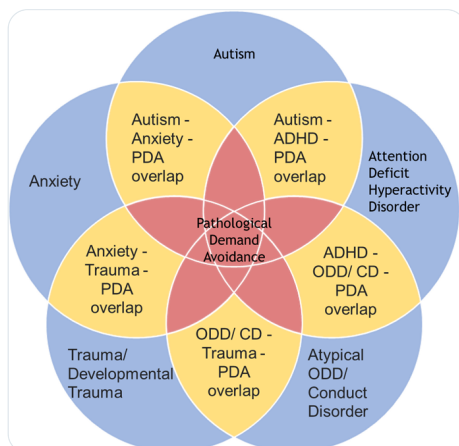 Autism
Autism -
Anxiety -
PDA
overlap
Autism -
ADHD -
PDA
overlap
Anxiety
Attention
Deficit
Hyperactivity
Disorder
Pathological
Demand
Avoidance
Anxiety -
Trauma -
PDA
overlap
ADHD -
ODD/ CD -
PDA
overlap
ODD/ CD -
Trauma -
PDA
overlap
Trauma/
Developmental
Trauma
Atypical
ODD/
Conduct
Disorder